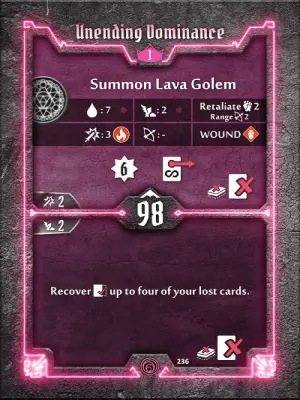 Unending Dominance
1
Summon Lava Golem
: 7 : 2 Retaliate 2
Range 2
: 3 : - WOUND
6
2
98
2
Recover up to four of your lost cards.
236